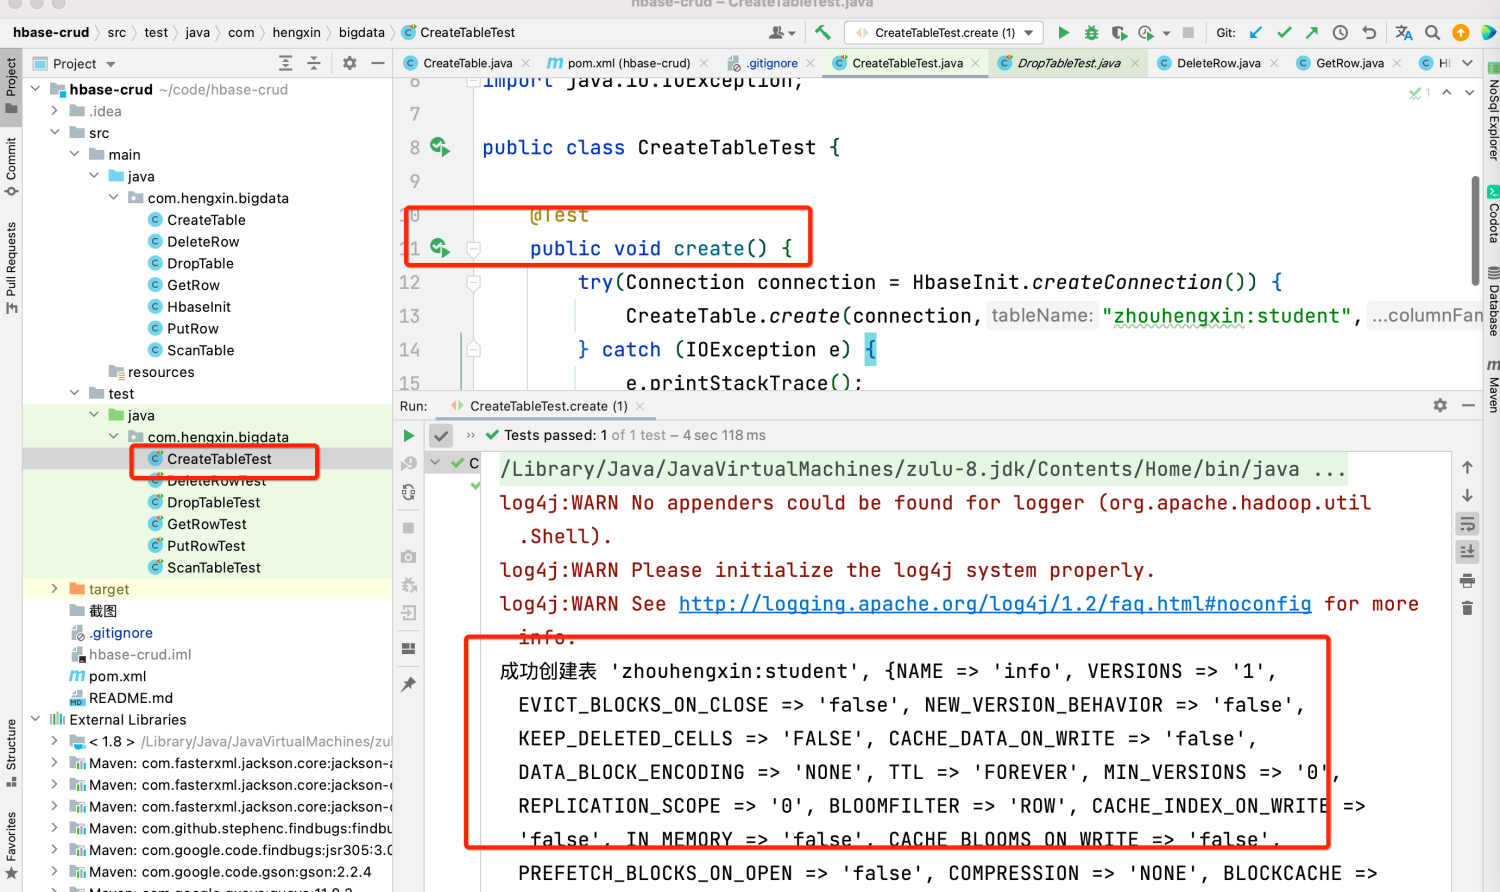 hbase-crud – CreateTableTest.java
hbase-crud src test java com hengxin bigdata CreateTableTest
CreateTableTest.create (1)
Git:
Project
CreateTable.java
pom.xml (hbase-crud)
.gitignore
CreateTableTest.java
DropTableTest.java
DeleteRow.java
GetRow.java
Project
Commit
Pull Requests
Structure
Favorites
hbase-crud ~/code/hbase-crud
.idea
src
main
java
com.hengxin.bigdata
CreateTable
DeleteRow
DropTable
GetRow
HbaseInit
PutRow
ScanTable
resources
test
java
com.hengxin.bigdata
CreateTableTest
DeleteRowTest
DropTableTest
GetRowTest
PutRowTest
ScanTableTest
target
截图
.gitignore
hbase-crud.iml
pom.xml
README.md
External Libraries
< 1.8 > /Library/Java/JavaVirtualMachines/zul
Maven: com.fasterxml.jackson.core:jackson-a
Maven: com.fasterxml.jackson.core:jackson-c
Maven: com.fasterxml.jackson.core:jackson-c
Maven: com.github.stephenc.findbugs:findbu
Maven: com.google.code.findbugs:jsr305:3.0
Maven: com.google.code.gson:gson:2.2.4
6 import java.io.IOException;
7
8 public class CreateTableTest {
9
10 @Test
11 public void create() {
12 try(Connection connection = HbaseInit.createConnection()) {
13 CreateTable.create(connection, tableName: "zhouhengxin:student", ...columnFam
14 } catch (IOException e) {
15 e.printStackTrace();
1
NoSql Explorer
Codota
Database
Maven
Run: CreateTableTest.create (1)
Tests passed: 1 of 1 test – 4 sec 118 ms
C
/Library/Java/JavaVirtualMachines/zulu-8.jdk/Contents/Home/bin/java ...
log4j:WARN No appenders could be found for logger (org.apache.hadoop.util
.Shell).
log4j:WARN Please initialize the log4j system properly.
log4j:WARN See http://logging.apache.org/log4j/1.2/faq.html#noconfig for more
info.
成功创建表 'zhouhengxin:student', {NAME => 'info', VERSIONS => '1',
EVICT_BLOCKS_ON_CLOSE => 'false', NEW_VERSION_BEHAVIOR => 'false',
KEEP_DELETED_CELLS => 'FALSE', CACHE_DATA_ON_WRITE => 'false',
DATA_BLOCK_ENCODING => 'NONE', TTL => 'FOREVER', MIN_VERSIONS => '0',
REPLICATION_SCOPE => '0', BLOOMFILTER => 'ROW', CACHE_INDEX_ON_WRITE =>
'false', IN_MEMORY => 'false', CACHE_BLOOMS_ON_WRITE => 'false',
PREFETCH_BLOCKS_ON_OPEN => 'false', COMPRESSION => 'NONE', BLOCKCACHE =>